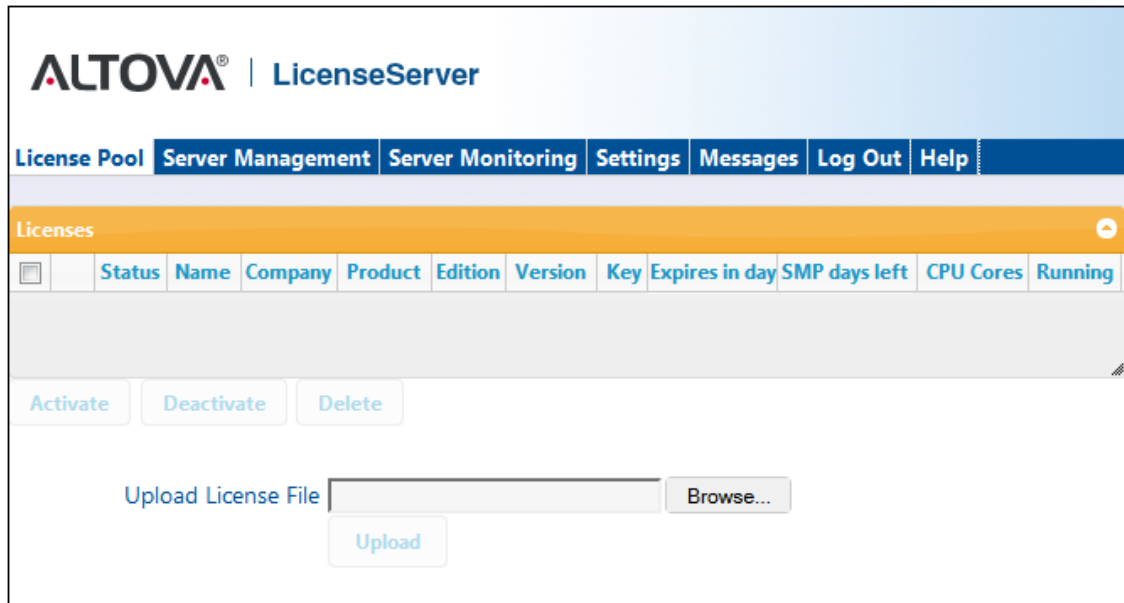 ALTOVA® | LicenseServer
License Pool Server Management Server Monitoring Settings Messages Log Out Help
Licenses
Status Name Company Product Edition Version Key Expires in day SMP days left CPU Cores Running
Activate Deactivate Delete
Upload License File Browse...
Upload